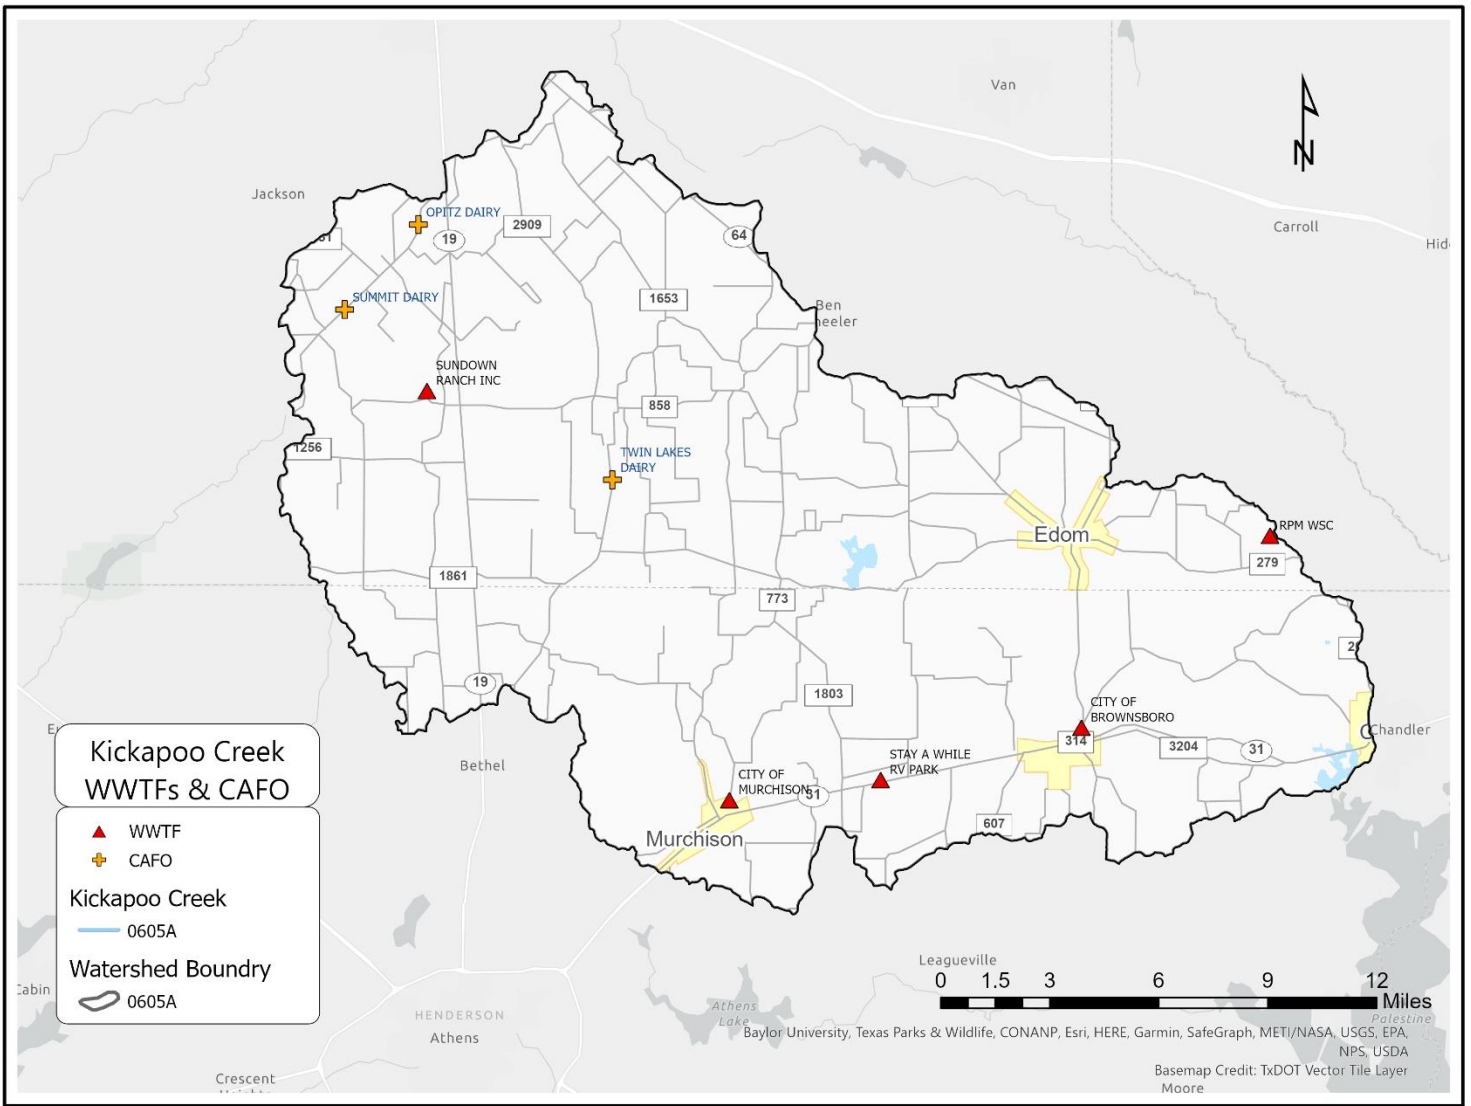 Van
N
Jackson
Carroll
OPITZ DAIRY
2909
19
64
SUMMIT DAIRY
1653
Ben
SUNDOWN
RANCH INC
858
1256
TWIN LAKES
DAIRY
Edom
RPM WSC
279
1861
773
19
1803
CITY OF
BROWNSBORO
314
3204
31
Chandler
Bethel
STAY A WHILE
RV PARK
CITY OF
MURCHISON
Murchison
607
Kickapoo Creek
WWTFs & CAFO
WWTF
CAFO
Kickapoo Creek
0605A
Watershed Boundry
0605A
Cabin
HENDERSON
Athens
Athens
Lake
Crescent
Leagueville
0 1.5 3 6 9 12
Miles
Palestine
Baylor University, Texas Parks & Wildlife, CONANP, Esri, HERE, Garmin, SafeGraph, METI/NASA, USGS, EPA,
NPS, USDA
Basemap Credit: TxDOT Vector Tile Layer
Moore